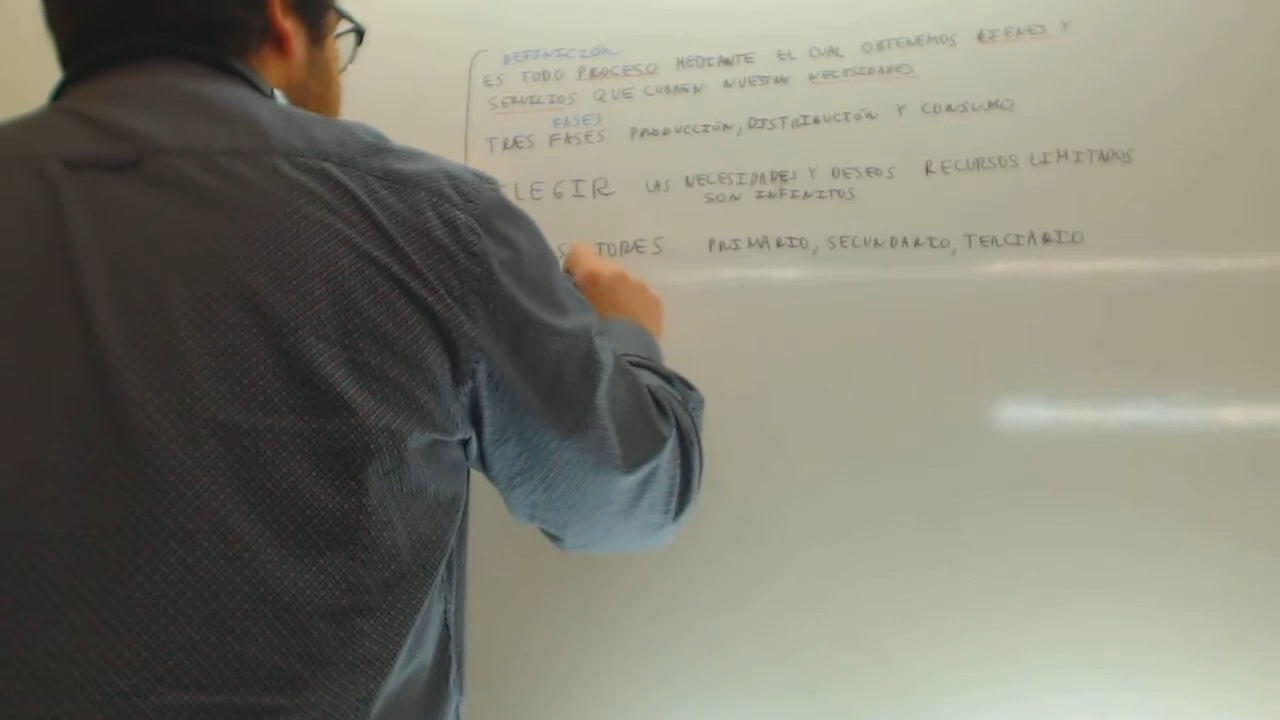 DEFINICIÓN
ES TODO PROCESO MEDIANTE EL CUAL OBTENEMOS BIENES Y
SERVICIOS QUE CUBREN NUESTRAS NECESIDADES
FASES
TRES FASES PRODUCCIÓN, DISTRIBUCIÓN Y CONSUMO
LEGIR LAS NECESIDADES Y DESEOS RECURSOS LIMITADOS
SON INFINITOS
S TORES PRIMARIO, SECUNDARIO, TERCIARIO